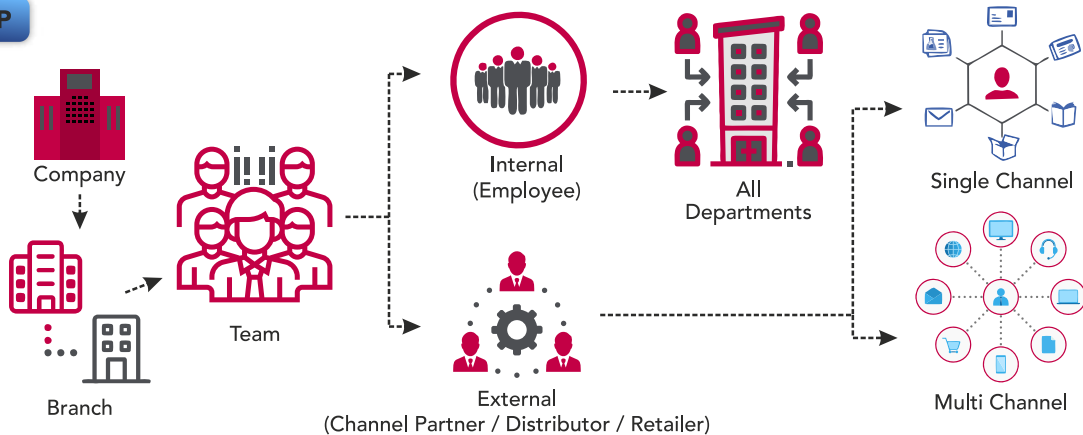 P
Company
Branch
Team
Internal
(Employee)
All
Departments
External
(Channel Partner / Distributor / Retailer)
Single Channel
Multi Channel